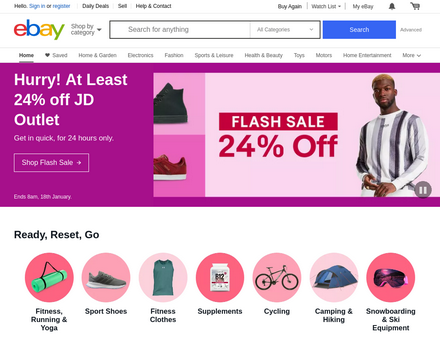 Hello. Sign in or register
Daily Deals
Sell
Help & Contact
Buy Again
Watch List
My eBay
ebay
Shop by category
Search for anything
All Categories
Search
Advanced
Home
Saved
Home & Garden
Electronics
Fashion
Sports & Leisure
Health & Beauty
Toys
Motors
Home Entertainment
More
Hurry! At Least
24% off JD
Outlet
Get in quick, for 24 hours only.
Shop Flash Sale →
Ends 8am, 18th January.
FLASH SALE
24% Off
Ready, Reset, Go
B12
Fitness,
Running &
Yoga
Sport Shoes
Fitness
Clothes
Supplements
Cycling
Camping &
Hiking
Snowboarding
& Ski
Equipment